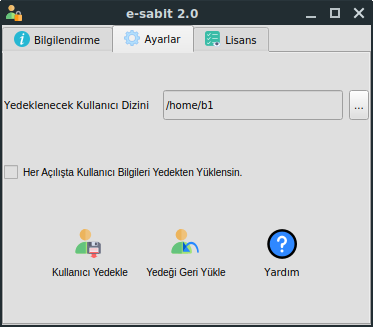 e-sabit 2.0
Bilgilendirme
Ayarlar
Lisans
Yedeklenecek Kullanıcı Dizini
/home/b1
...
Her Açılışta Kullanıcı Bilgileri Yedekten Yüklensin.
Kullanıcı Yedekle
Yedeği Geri Yükle
Yardım